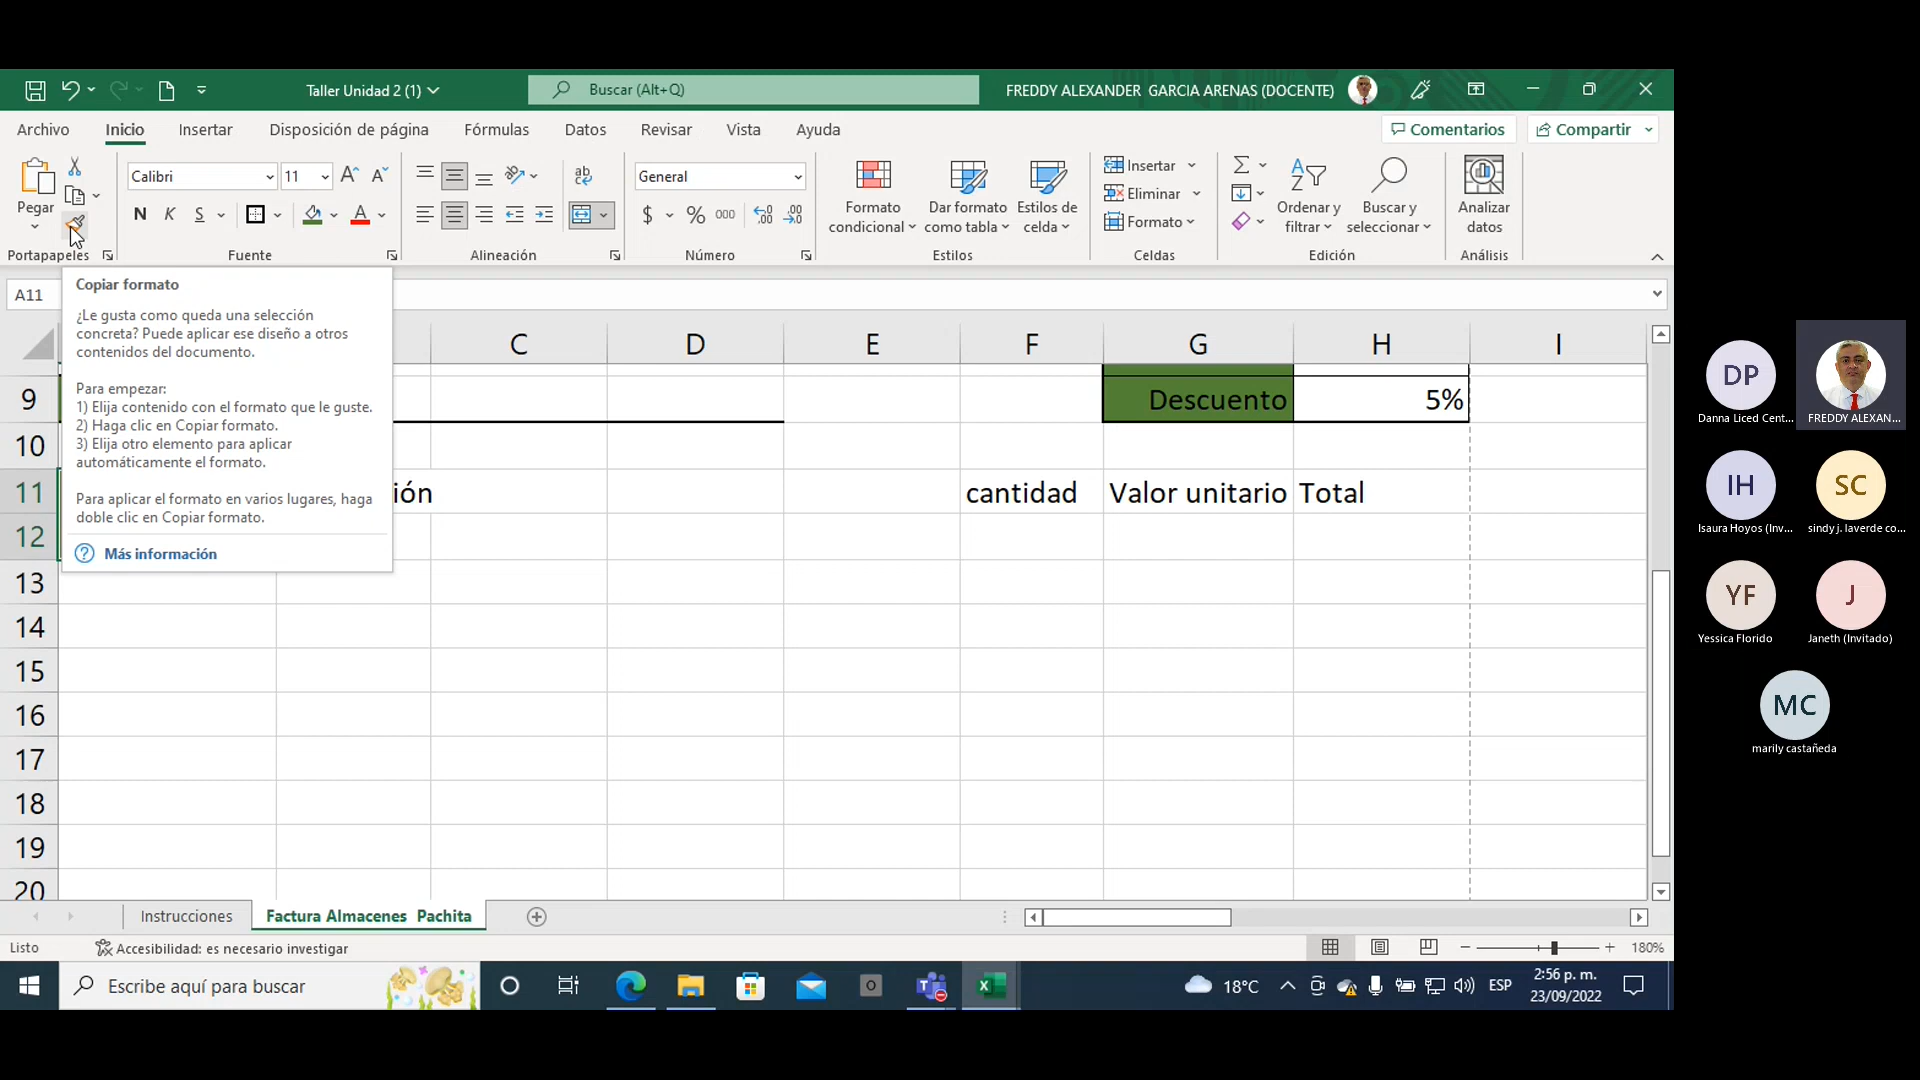 Taller Unidad 2 (1)
Buscar (Alt+Q)
FREDDY ALEXANDER GARCIA ARENAS (DOCENTE)
Archivo Inicio Insertar Disposición de página Fórmulas Datos Revisar Vista Ayuda
Comentarios
Compartir
Pegar
Portapapeles
Calibri 11
N K S
Fuente
ab
Alineación
General
$ % 000
Número
Formato condicional
Dar formato como tabla
Estilos de celda
Estilos
Insertar
Eliminar
Formato
Celdas
Ordenar y filtrar
Buscar y seleccionar
Edición
Analizar datos
Análisis
A11
Copiar formato
¿Le gusta como queda una selección
concreta? Puede aplicar ese diseño a otros
contenidos del documento.
Para empezar:
1) Elija contenido con el formato que le guste.
2) Haga clic en Copiar formato.
3) Elija otro elemento para aplicar
automáticamente el formato.
Para aplicar el formato en varios lugares, haga
doble clic en Copiar formato.
Más información
C D E F G H I
9 Descuento 5%
10
11 ión cantidad Valor unitario Total
12
13
14
15
16
17
18
19
20
Instrucciones
Factura Almacenes Pachita
Listo
Accesibilidad: es necesario investigar
180%
Escribe aquí para buscar
18°C
ESP
2:56 p. m.
23/09/2022
DP
Danna Liced Cent...
FREDDY ALEXAN...
IH
Isaura Hoyos (Inv...
SC
sindy j. laverde co...
YF
Yessica Florido
J
Janeth (Invitado)
MC
marily castañeda